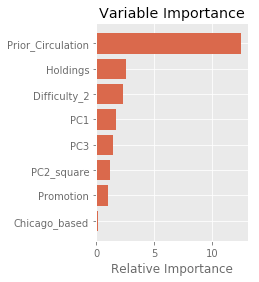 Variable Importance
Prior_Circulation
Holdings
Difficulty_2
PC1
PC3
PC2_square
Promotion
Chicago_based
0 5 10
Relative Importance